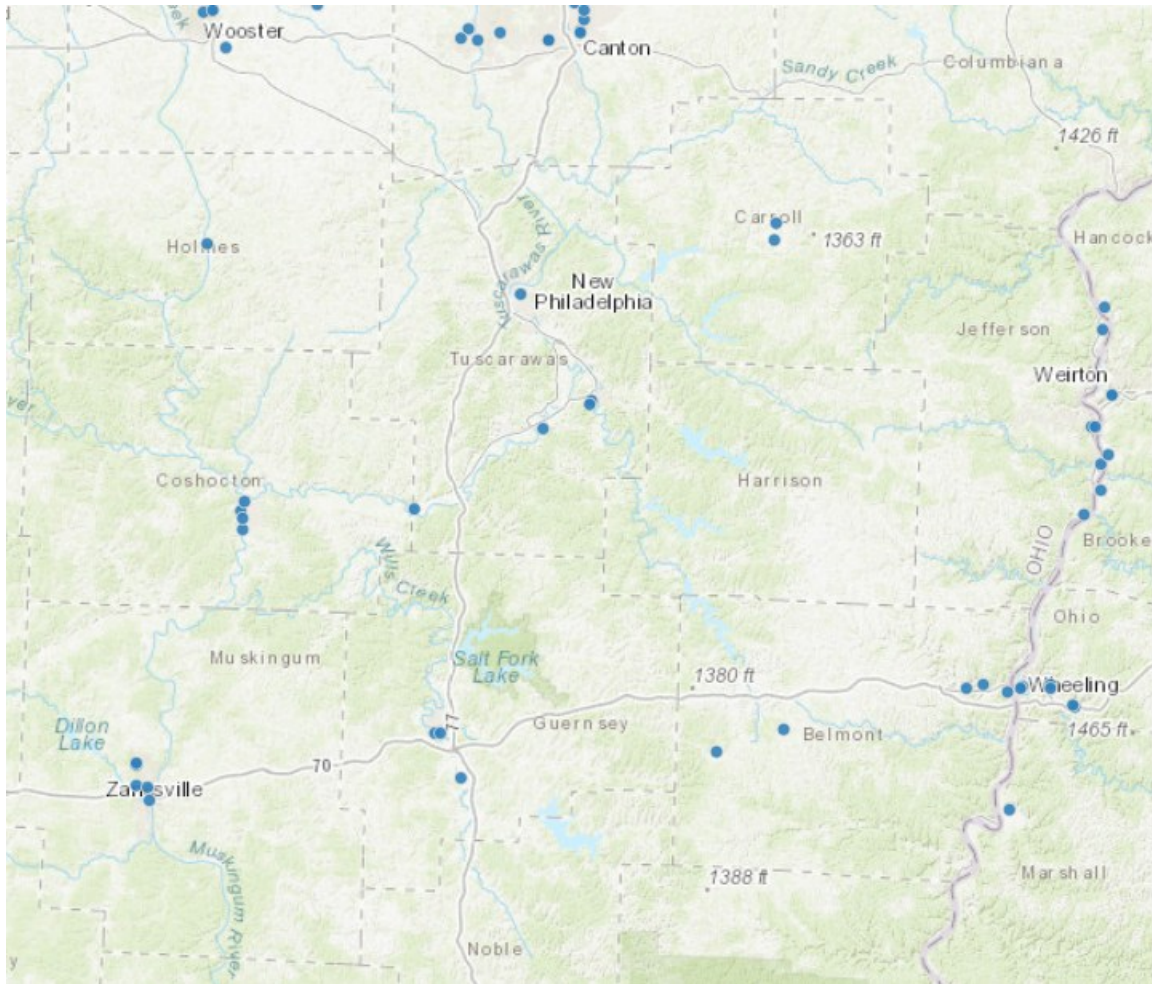 eek
Wooster
Canton
Sandy Creek
Columbiana
1426 ft
Carroll
1363 ft
Hancock
Holmes
Tuscarawas River
New
Philadelphia
Jefferson
Tuscarawas
Weirton
ver
Coshocton
Harrison
OHIO
Brooke
Wills Creek
Ohio
Muskingum
Salt Fork
Lake
1380 ft
Wheeling
77
Guernsey
Dillon
Lake
Belmont
1465 ft
70
Zanesville
Muskingum River
1388 ft
Marshall
Noble
y